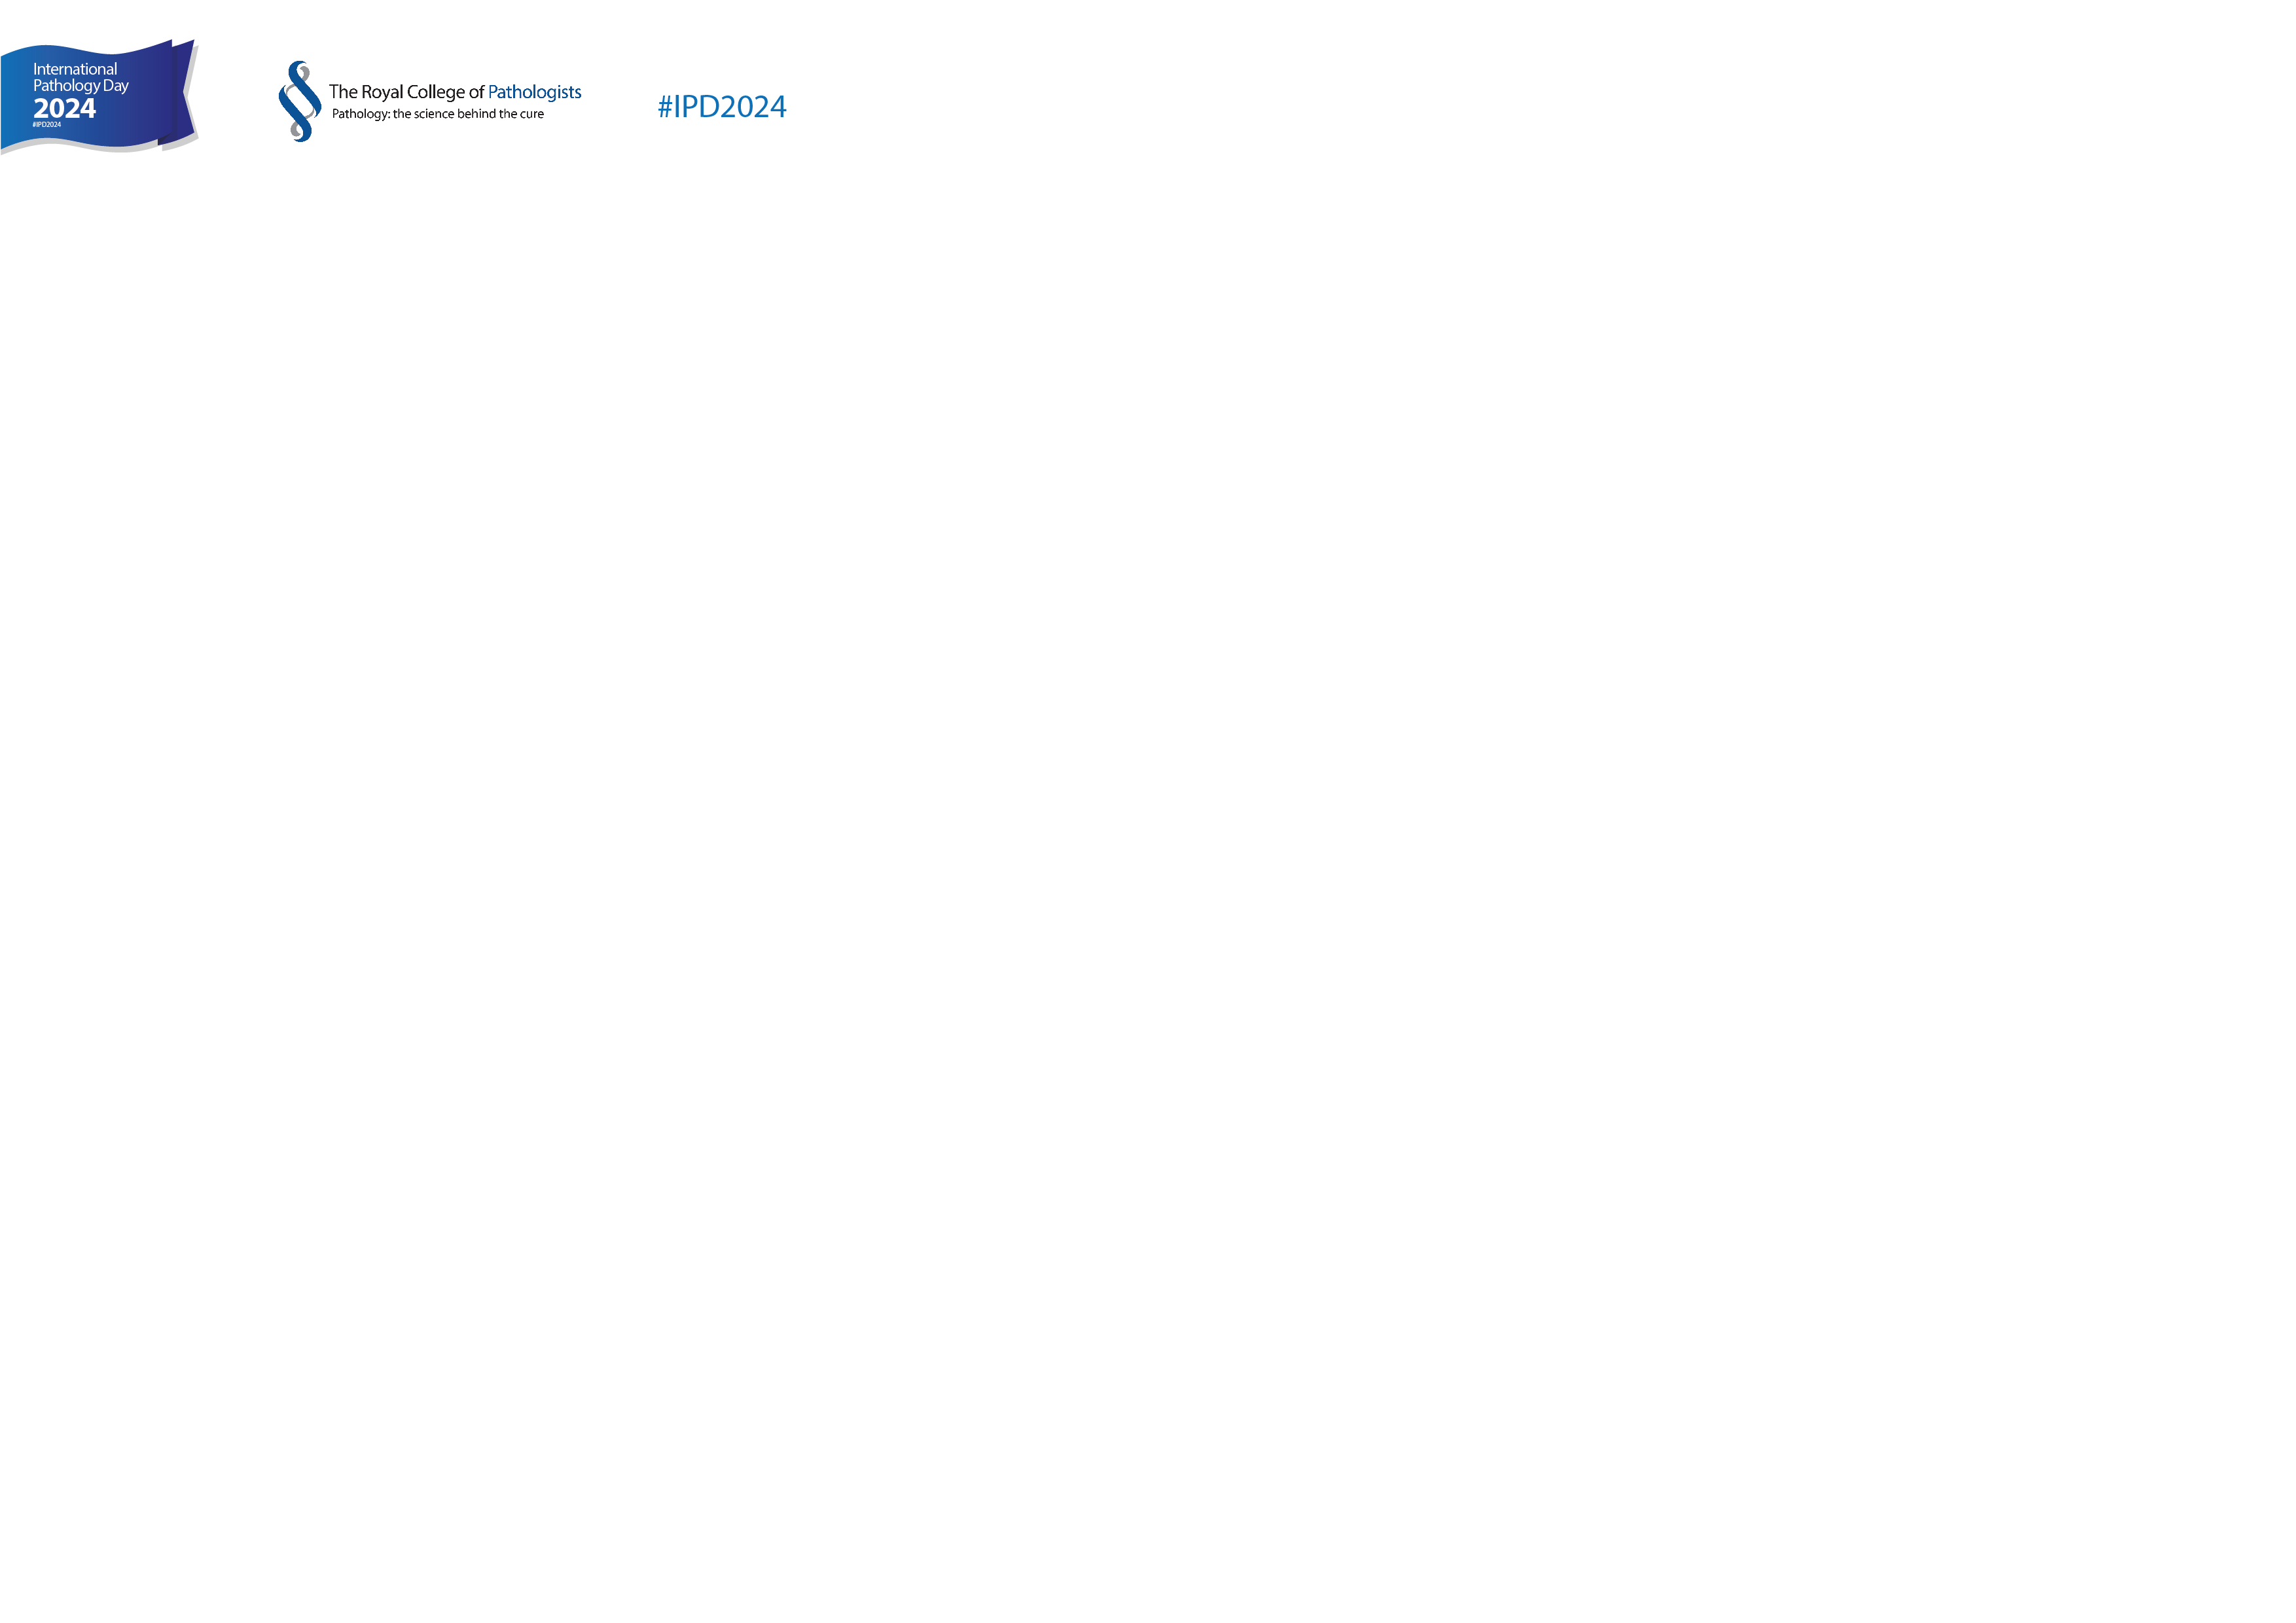 International
Pathology Day
2024
#IPD2024
The Royal College of Pathologists
Pathology: the science behind the cure
#IPD2024